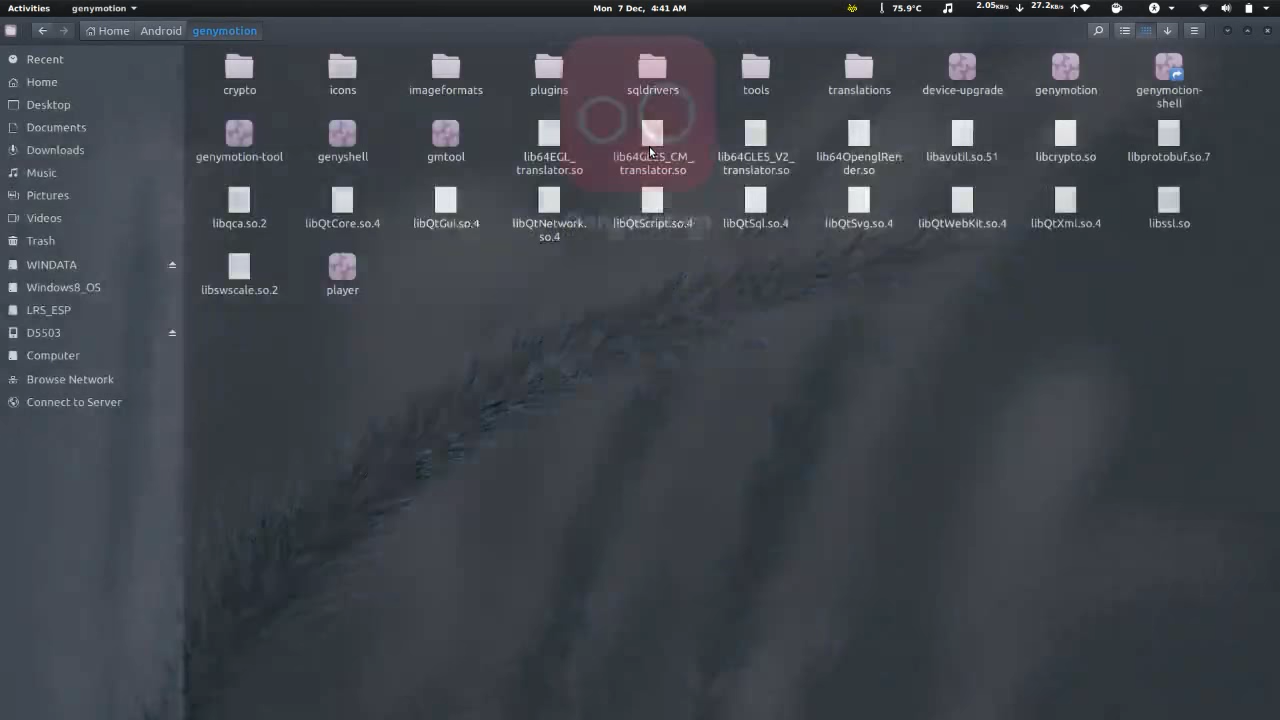 Activities genymotion Mon 7 Dec, 4:41 AM 75.9°C 2.05KB/s 27.2KB/s
Home Android genymotion
Recent
Home
Desktop
Documents
Downloads
Music
Pictures
Videos
Trash
WINDATA
Windows8_OS
LRS_ESP
D5503
Computer
Browse Network
Connect to Server
crypto icons imageformats plugins sqldrivers tools translations device-upgrade genymotion genymotion-
shell
genymotion-tool genyshell gmtool lib64EGL_ lib64GLES_CM_ lib64GLES_V2_ lib64OpenglRen libavutil.so.51 libcrypto.so libprotobuf.so.7
translator.so translator.so translator.so der.so
libqca.so.2 libQtCore.so.4 libQtGui.so.4 libQtNetwork. libQtScript.so.4 libQtSql.so.4 libQtSvg.so.4 libQtWebKit.so.4 libQtXml.so.4 libssl.so
so.4
libswscale.so.2 player